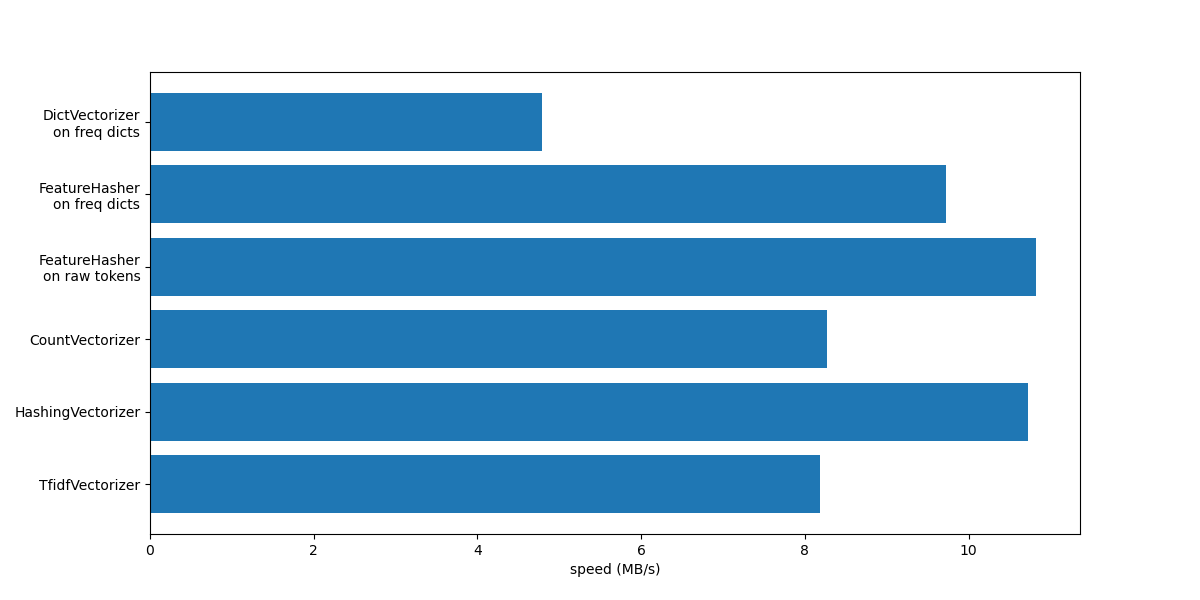 DictVectorizer
on freq dicts
FeatureHasher
on freq dicts
FeatureHasher
on raw tokens
CountVectorizer
HashingVectorizer
TfidfVectorizer
0 2 4 6 8 10
speed (MB/s)